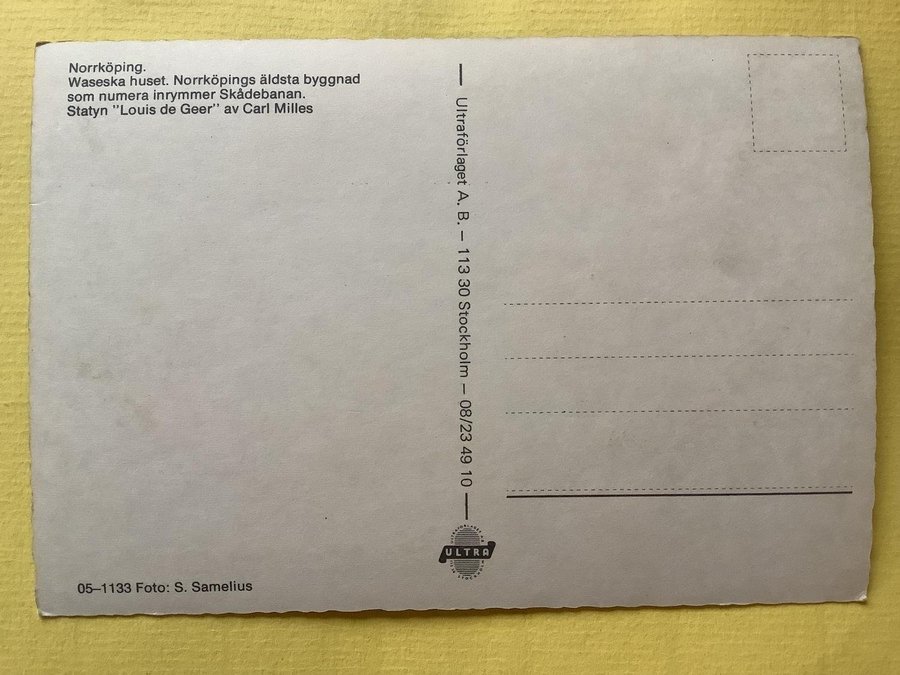 Norrköping.
Waseska huset. Norrköpings äldsta byggnad
som numera inrymmer Skådebanan.
Statyn ”Louis de Geer” av Carl Milles
Ultraförlaget A. B. – 113 30 Stockholm – 08/23 49 10
ULTRA
05–1133 Foto: S. Samelius